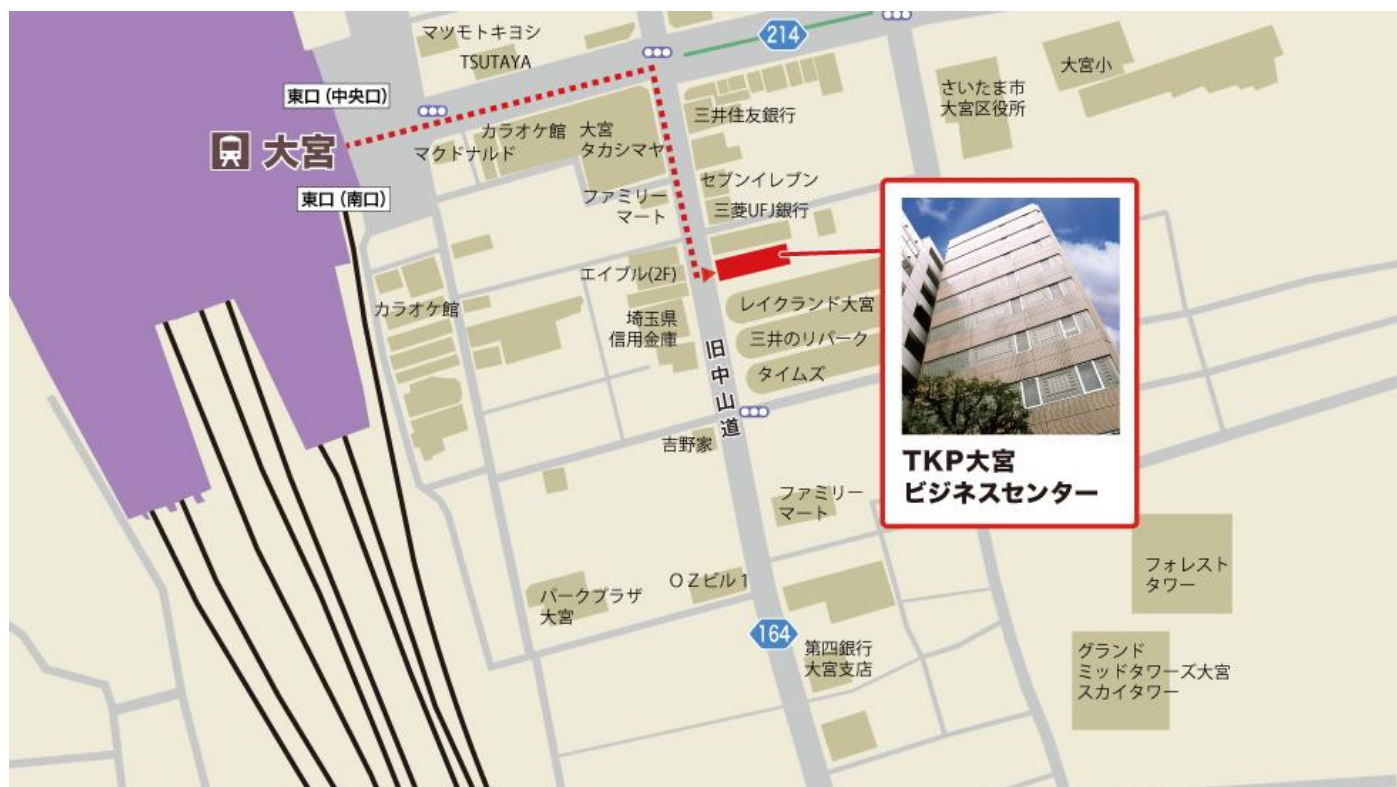 マツモトキヨシ
TSUTAYA
214
大宮小
さいたま市
大宮区役所
東口（中央口）
大宮
カラオケ館
マクドナルド
大宮
タカシマヤ
三井住友銀行
東口（南口）
ファミリー
マート
セブンイレブン
三菱UFJ銀行
エイブル(2F)
カラオケ館
埼玉県
信用金庫
レイクランド大宮
三井のリパーク
タイムズ
旧中山道
吉野家
TKP大宮
ビジネスセンター
ファミリー
マート
フォレスト
タワー
パークプラザ
大宮
OZビル1
164
第四銀行
大宮支店
グランド
ミッドタワーズ大宮
スカイタワー